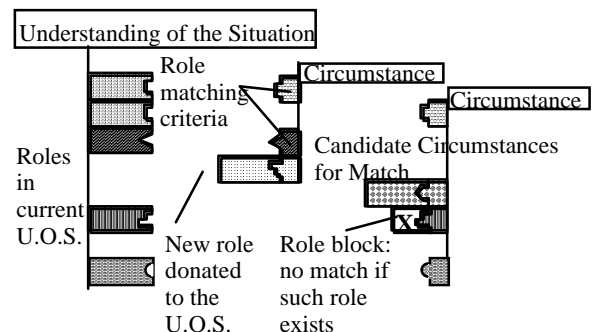 Understanding of the Situation
Role
matching
criteria
Circumstance
Circumstance
Candidate Circumstances
for Match
Roles
in
current
U.O.S.
New role
donated
to the
U.O.S.
Role block:
no match if
such role
exists
X